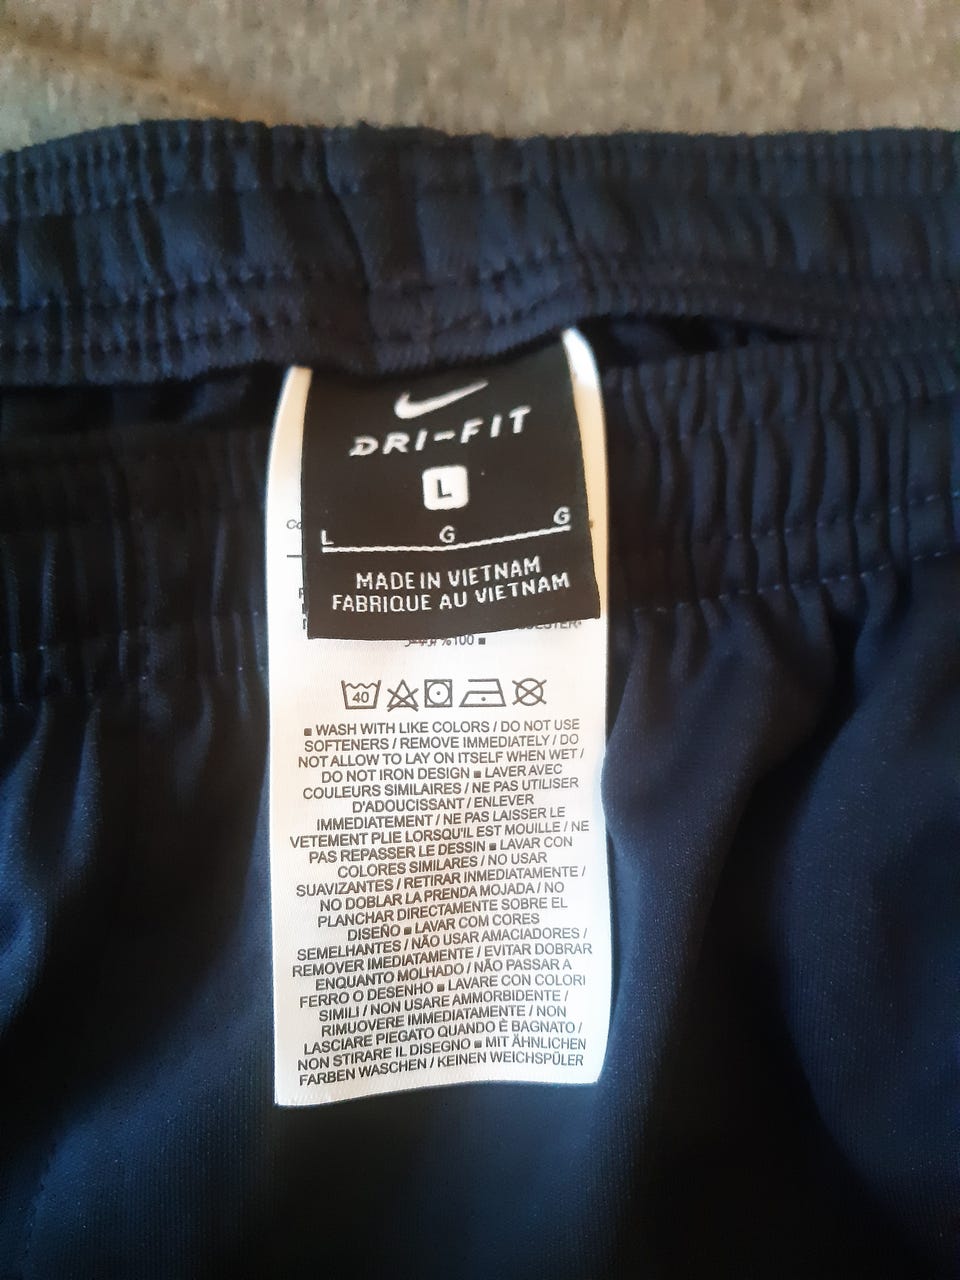 DRI-FIT
L
L G G
MADE IN VIETNAM
FABRIQUE AU VIETNAM
%100 ■
40
■ WASH WITH LIKE COLORS / DO NOT USE
SOFTENERS / REMOVE IMMEDIATELY / DO
NOT ALLOW TO LAY ON ITSELF WHEN WET /
DO NOT IRON DESIGN ■ LAVER AVEC
COULEURS SIMILAIRES / NE PAS UTILISER
D'ADOUCISSANT / ENLEVER
IMMEDIATEMENT / NE PAS LAISSER LE
VETEMENT PLIE LORSQU'IL EST MOUILLE / NE
PAS REPASSER LE DESSIN ■ LAVAR CON
COLORES SIMILARES / NO USAR
SUAVIZANTES / RETIRAR INMEDIATAMENTE /
NO DOBLAR LA PRENDA MOJADA / NO
PLANCHAR DIRECTAMENTE SOBRE EL
DISEÑO ■ LAVAR COM CORES
SEMELHANTES / NÃO USAR AMACIADORES /
REMOVER IMEDIATAMENTE / EVITAR DOBRAR
ENQUANTO MOLHADO / NÃO PASSAR A
FERRO O DESENHO ■ LAVARE CON COLORI
SIMILI / NON USARE AMMORBIDENTE /
RIMUOVERE IMMEDIATAMENTE / NON
LASCIARE PIEGATO QUANDO È BAGNATO /
NON STIRARE IL DISEGNO ■ MIT ÄHNLICHEN
FARBEN WASCHEN / KEINEN WEICHSPÜLER